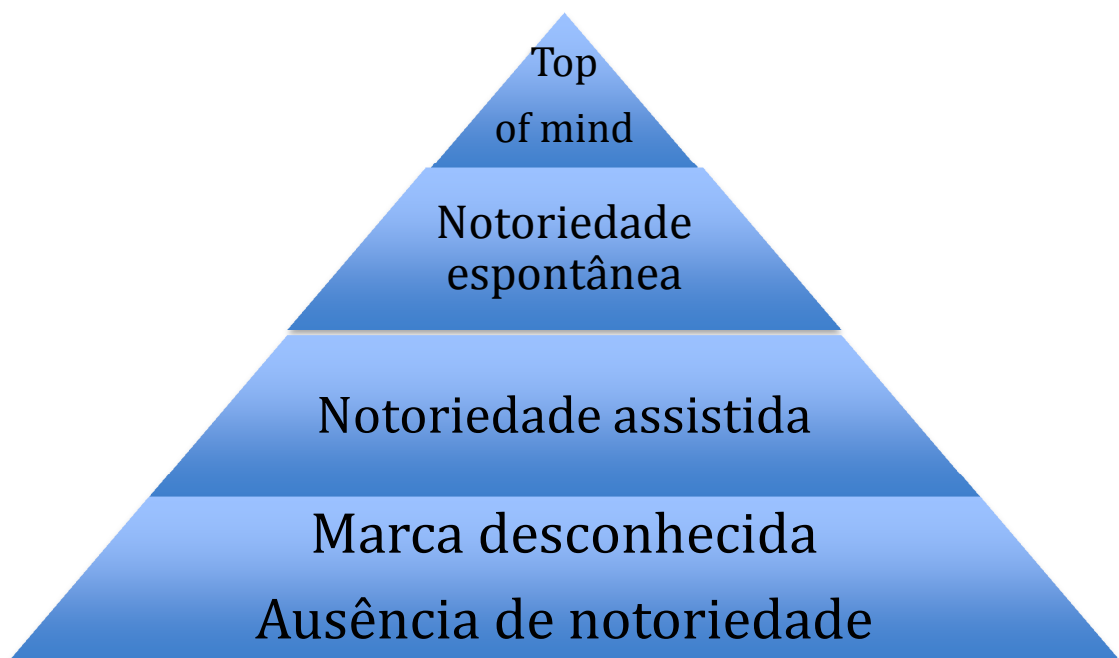 Top
of mind
Notoriedade
espontânea
Notoriedade assistida
Marca desconhecida
Ausência de notoriedade